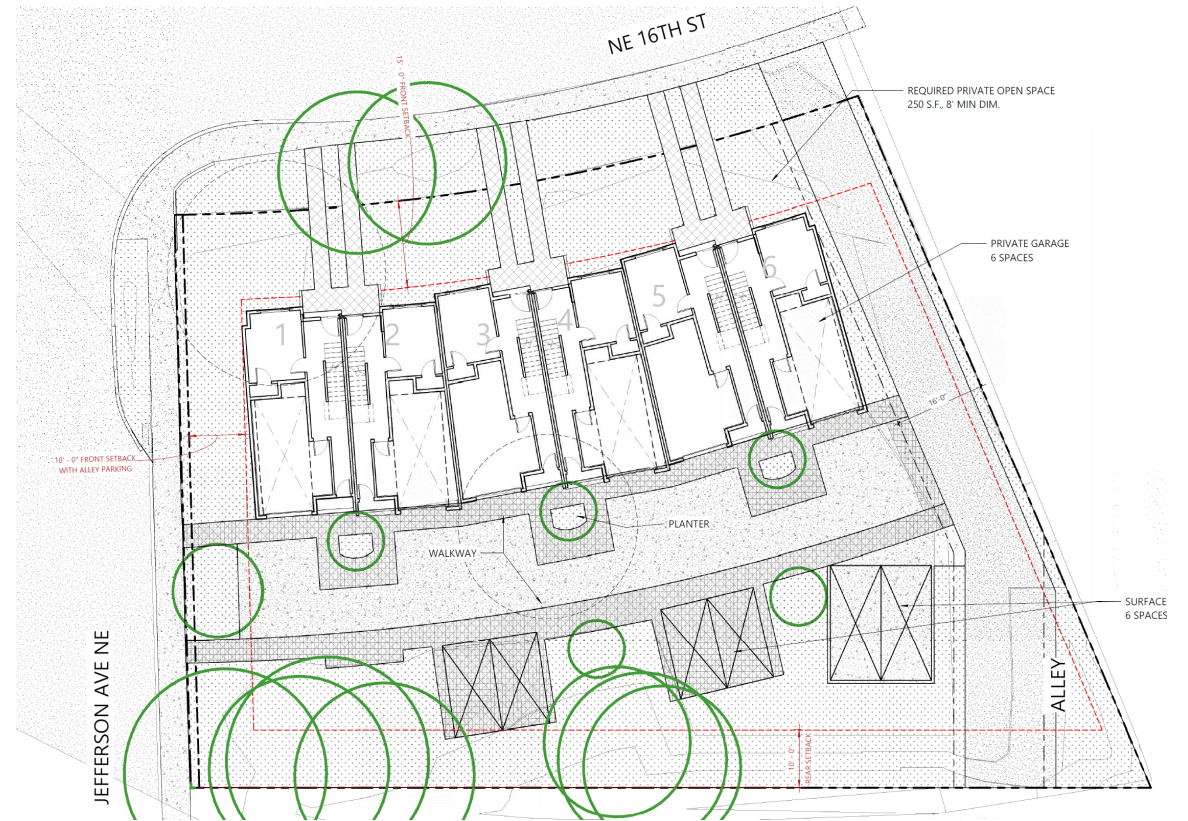 NE 16TH ST
15' - 0" FRONT SETBACK
REQUIRED PRIVATE OPEN SPACE
250 S.F., 8' MIN DIM.
PRIVATE GARAGE
6 SPACES
1
2
3
4
5
6
16'-0"
10' - 0" FRONT SETBACK
WITH ALLEY PARKING
PLANTER
WALKWAY
SURFACE
6 SPACES
JEFFERSON AVE NE
ALLEY
10' - 0"
REAR SETBACK